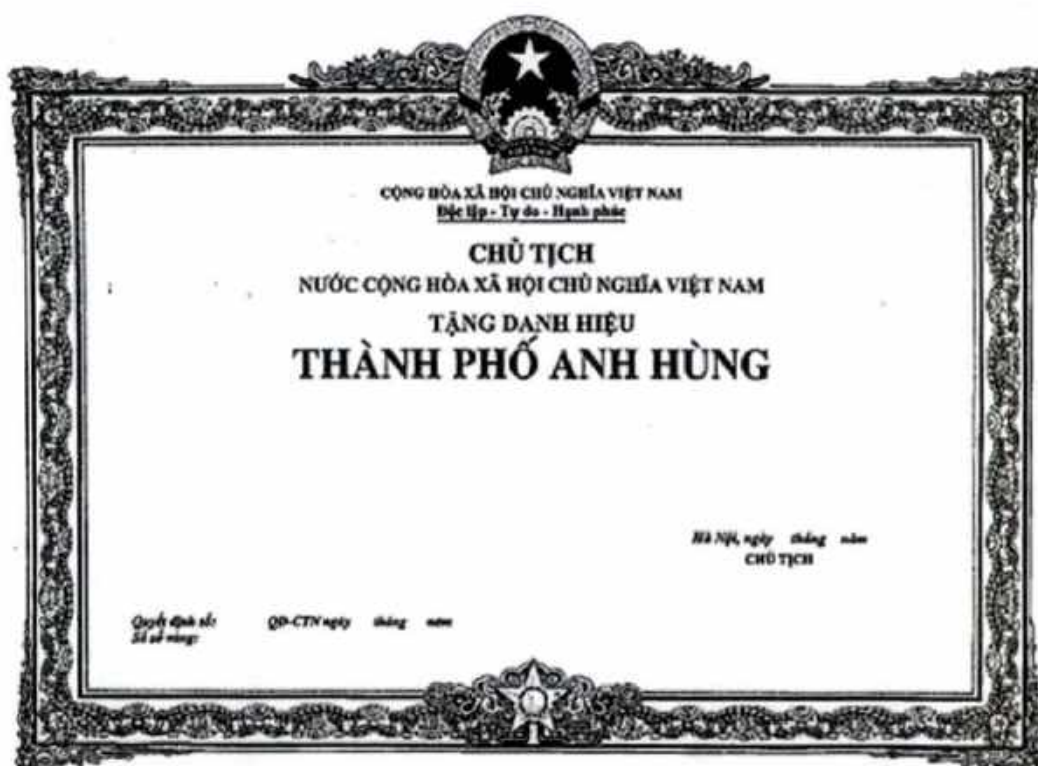 CỘNG HÒA XÃ HỘI CHỦ NGHĨA VIỆT NAM
Độc lập - Tự do - Hạnh phúc
CHỦ TỊCH
NƯỚC CỘNG HÒA XÃ HỘI CHỦ NGHĨA VIỆT NAM
TẶNG DANH HIỆU
THÀNH PHỐ ANH HÙNG
Hà Nội, ngày tháng năm
CHỦ TỊCH
Quyết định số: QĐ-CTN ngày tháng năm
Số sổ vàng: